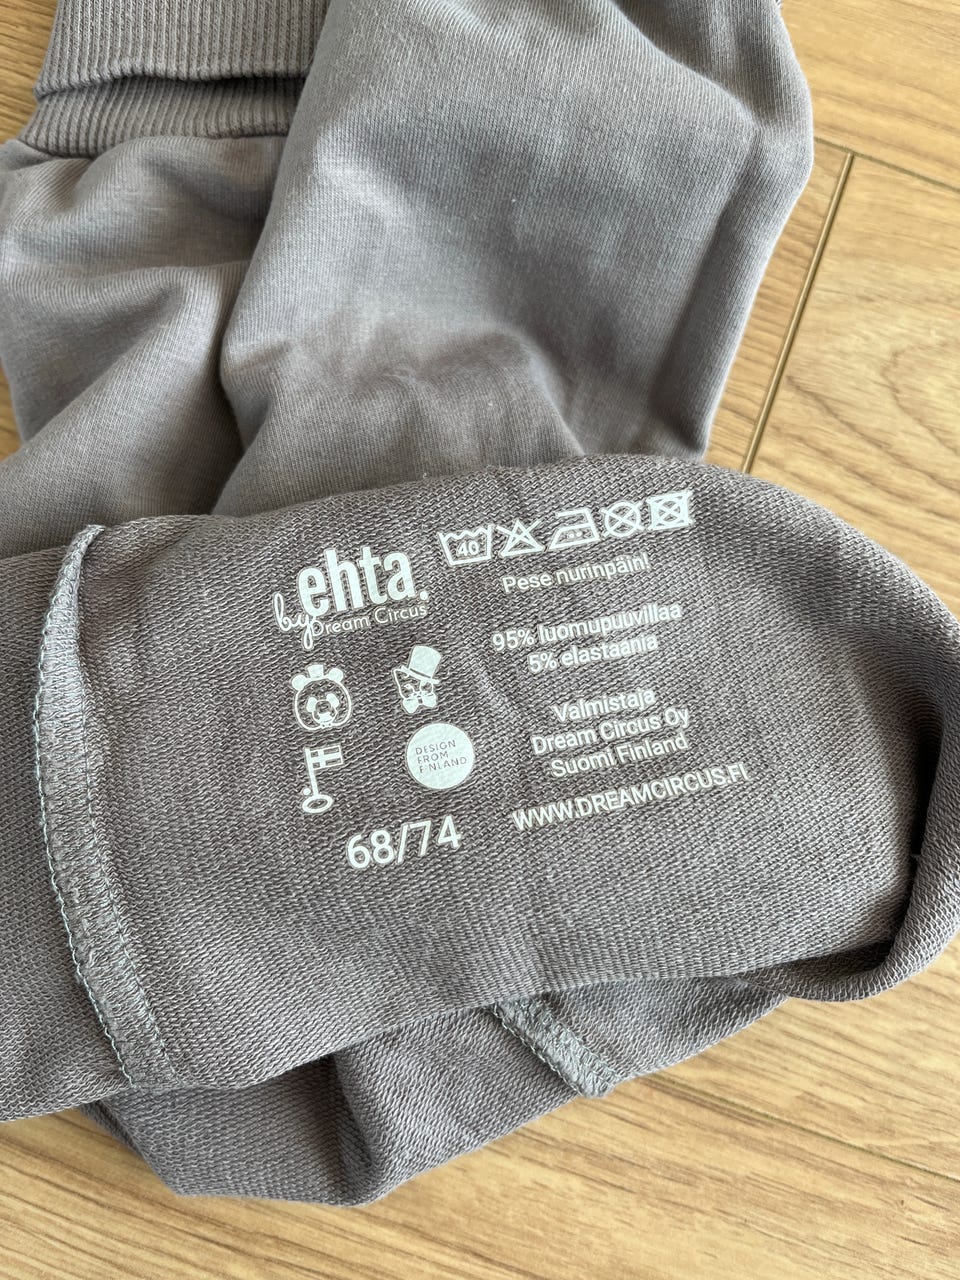 ehta.
by Dream Circus
DESIGN
FROM
FINLAND
68/74
40
Pese nurinpäin!
95% luomupuuvillaa
5% elastaania
Valmistaja
Dream Circus Oy
Suomi Finland
WWW.DREAMCIRCUS.FI